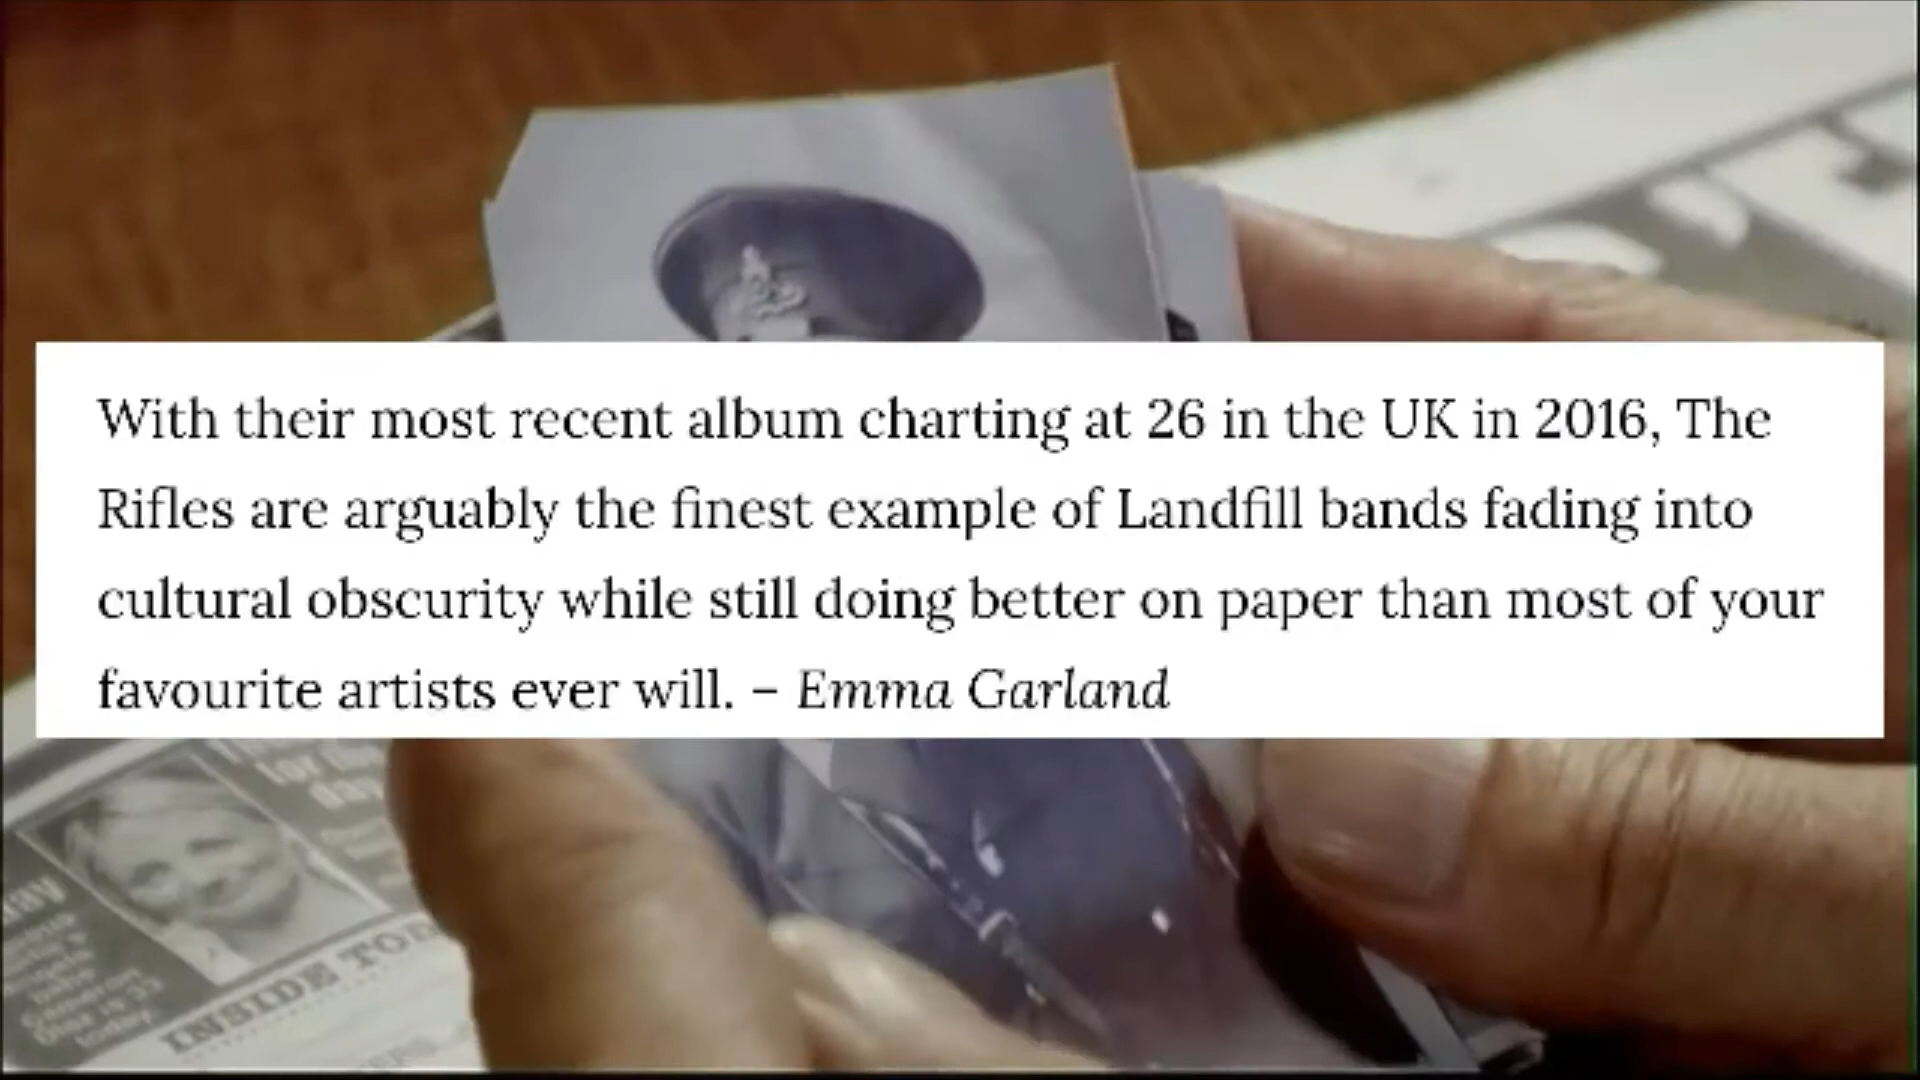 With their most recent album charting at 26 in the UK in 2016, The
Rifles are arguably the finest example of Landfill bands fading into
cultural obscurity while still doing better on paper than most of your
favourite artists ever will. – Emma Garland
INSIDE
today